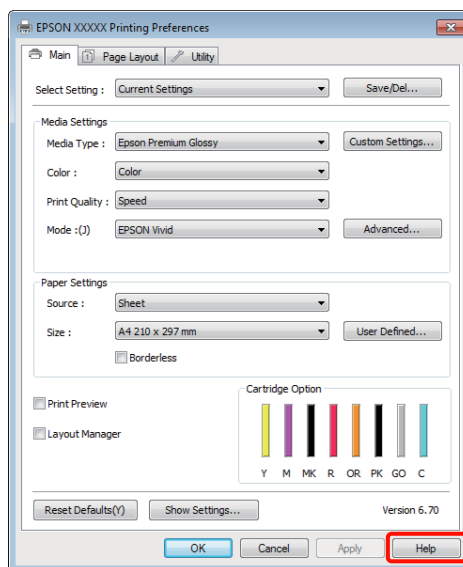 EPSON XXXXX Printing Preferences
Main
1 Page Layout
Utility
Select Setting : Current Settings Save/Del...
Media Settings
Media Type : Epson Premium Glossy Custom Settings...
Color : Color
Print Quality : Speed
Mode :(J) EPSON Vivid Advanced...
Paper Settings
Source : Sheet
Size : A4 210 x 297 mm User Defined...
Borderless
Cartridge Option
Print Preview
Layout Manager
Y M MK R OR PK GO C
Reset Defaults(Y) Show Settings... Version 6.70
OK Cancel Apply Help